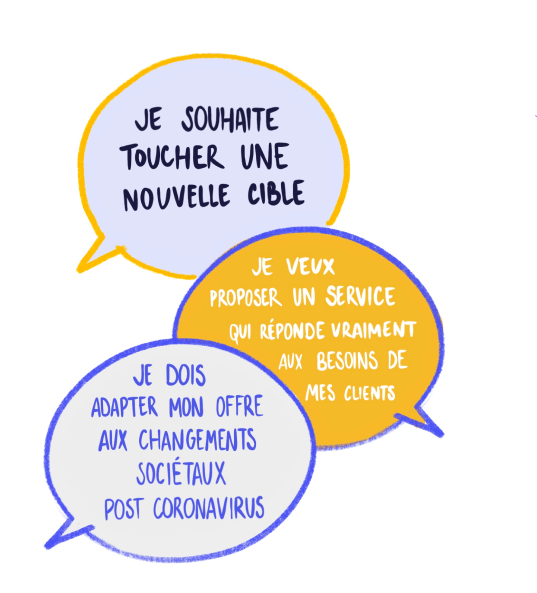 JE SOUHAITE
TOUCHER UNE
NOUVELLE CIBLE
JE VEUX
PROPOSER UN SERVICE
QUI RÉPONDE VRAIMENT
AUX BESOINS DE
MES CLIENTS
JE DOIS
ADAPTER MON OFFRE
AUX CHANGEMENTS
SOCIÉTAUX
POST CORONAVIRUS